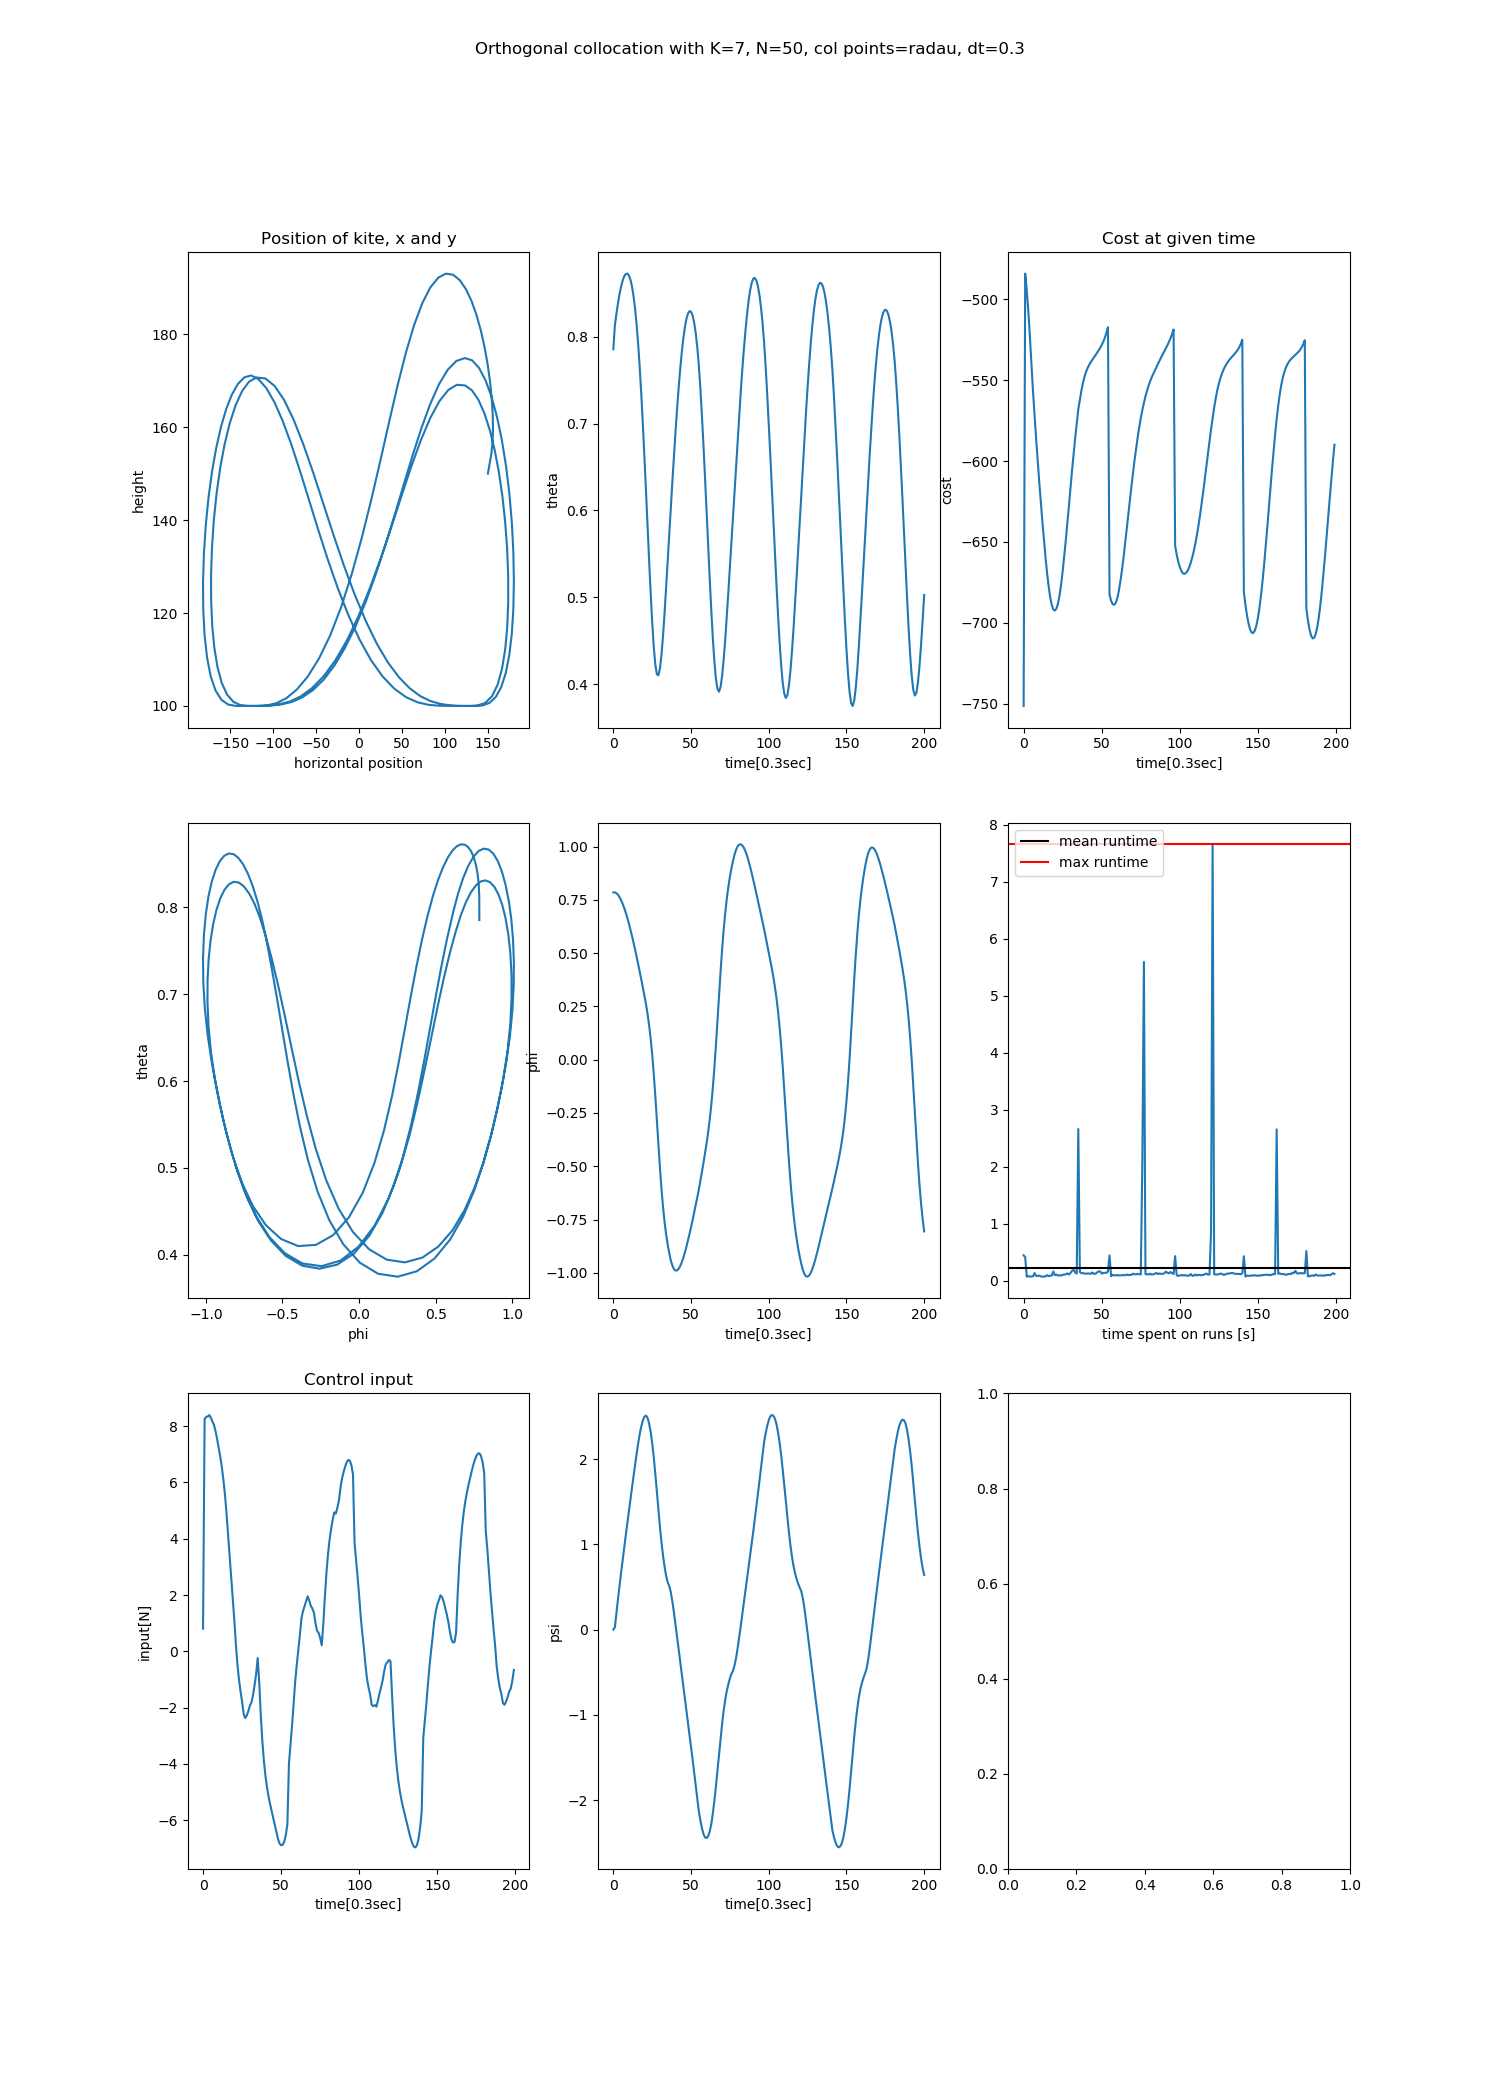 Orthogonal collocation with K=7, N=50, col points=radau, dt=0.3
Position of kite, x and y
height
180
160
140
120
100
−150 −100 −50 0 50 100 150
horizontal position
theta
0.8
0.7
0.6
0.5
0.4
0 50 100 150 200
time[0.3sec]
Cost at given time
cost
−500
−550
−600
−650
−700
−750
0 50 100 150 200
time[0.3sec]
theta
0.8
0.7
0.6
0.5
0.4
−1.0 −0.5 0.0 0.5 1.0
phi
phi
1.00
0.75
0.50
0.25
0.00
−0.25
−0.50
−0.75
−1.00
0 50 100 150 200
time[0.3sec]
mean runtime
max runtime
8
7
6
5
4
3
2
1
0
0 50 100 150 200
time spent on runs [s]
Control input
input[N]
8
6
4
2
0
−2
−4
−6
0 50 100 150 200
time[0.3sec]
psi
2
1
0
−1
−2
0 50 100 150 200
time[0.3sec]
1.0
0.8
0.6
0.4
0.2
0.0
0.0 0.2 0.4 0.6 0.8 1.0